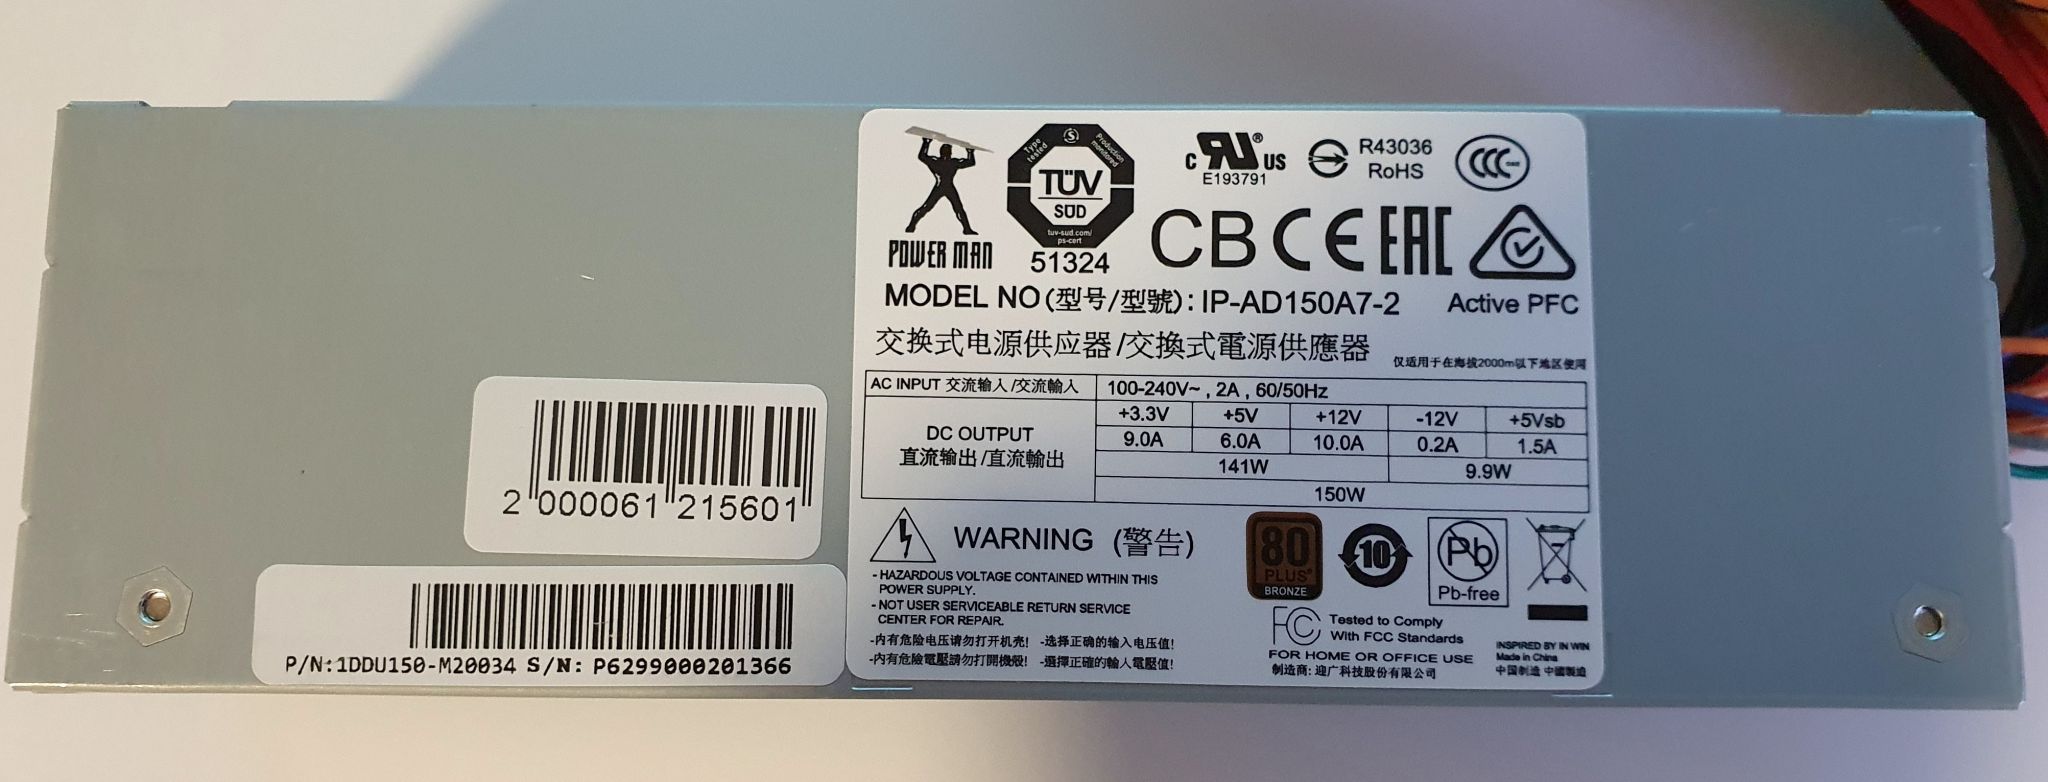 POWER MAN
Type tested
Production monitored
TÜV
SÜD
tuv-sud.com/
ps-cert
51324
c RU® US
E193791
R43036
RoHS
CCC
CB CE EAC
MODEL NO(型号/型號): IP-AD150A7-2 Active PFC
交换式电源供应器/交換式電源供應器 仅适用于在海拔2000m以下地区使用
AC INPUT 交流输入/交流輸入 100-240V~ , 2A , 60/50Hz
DC OUTPUT
直流输出/直流輸出
+3.3V +5V +12V -12V +5Vsb
9.0A 6.0A 10.0A 0.2A 1.5A
141W 9.9W
150W
WARNING (警告)
- HAZARDOUS VOLTAGE CONTAINED WITHIN THIS
POWER SUPPLY.
- NOT USER SERVICEABLE RETURN SERVICE
CENTER FOR REPAIR.
-内有危险电压请勿打开机壳! -选择正确的输入电压值!
-內有危險電壓請勿打開機殼! -選擇正確的輸入電壓值!
80
PLUS®
BRONZE
10
Pb
Pb-free
FC Tested to Comply
With FCC Standards
FOR HOME OR OFFICE USE
制造商: 迎广科技股份有限公司
INSPIRED BY IN WIN
Made in China
中国制造 中國製造
2 000061 215601
P/N:1DDU150-M20034 S/N: P6299000201366